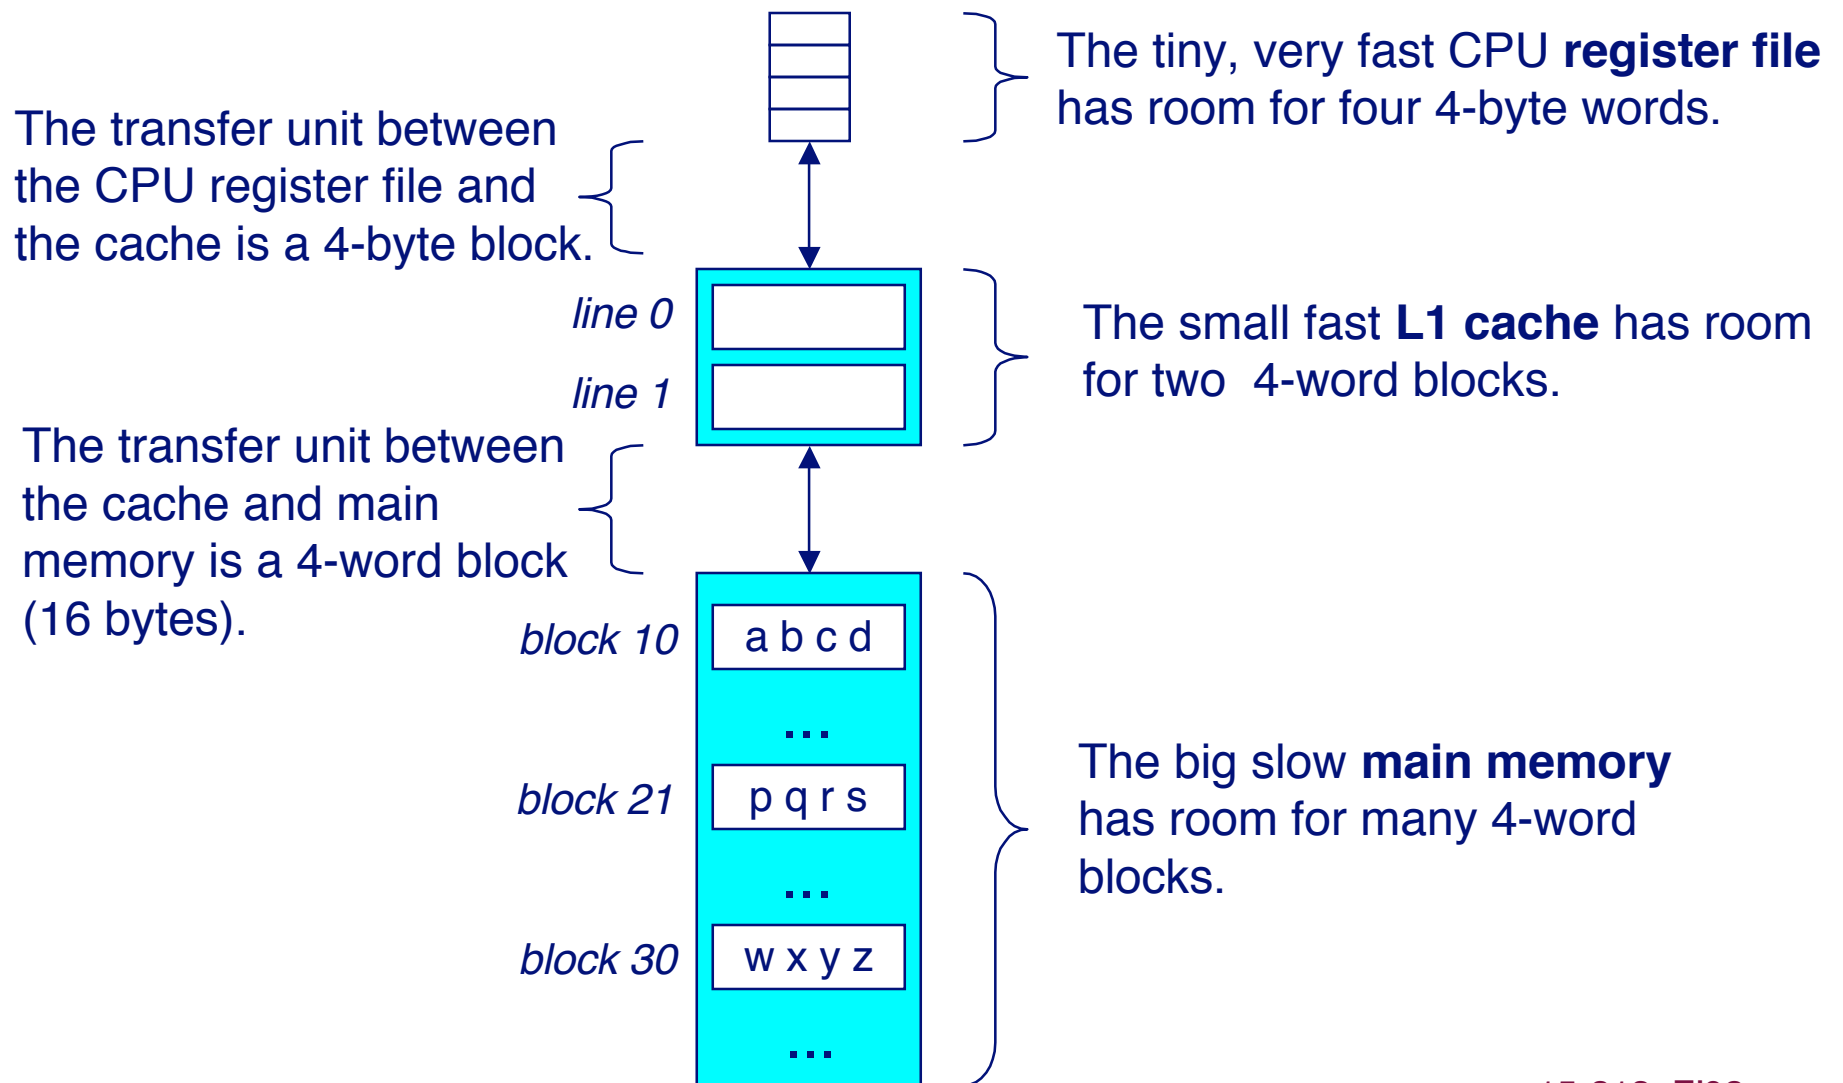 The tiny, very fast CPU register file
has room for four 4-byte words.
The transfer unit between
the CPU register file and
the cache is a 4-byte block.
line 0
line 1
The small fast L1 cache has room
for two 4-word blocks.
The transfer unit between
the cache and main
memory is a 4-word block
(16 bytes).
block 10
a b c d
...
block 21
p q r s
...
block 30
w x y z
...
The big slow main memory
has room for many 4-word
blocks.